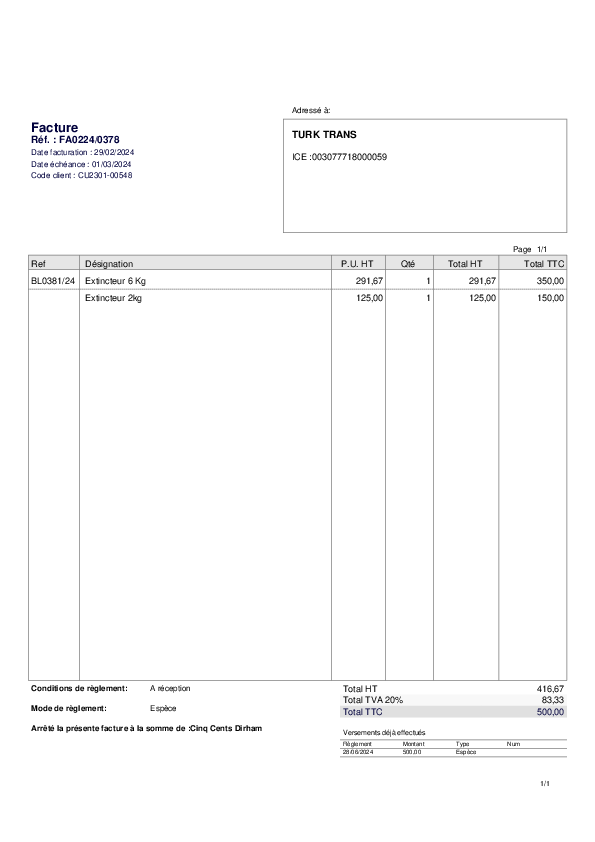 Adressé à:
Facture
Réf. : FA0224/0378
Date facturation : 29/02/2024
Date échéance : 01/03/2024
Code client : CU2301-00548
TURK TRANS
ICE :003077718000059
Page 1/1
Ref Désignation P.U. HT Qté Total HT Total TTC
BL0381/24 Extincteur 6 Kg 291,67 1 291,67 350,00
Extincteur 2kg 125,00 1 125,00 150,00
Conditions de règlement: A réception
Mode de règlement: Espèce
Arrêté la présente facture à la somme de :Cinq Cents Dirham
Total HT 416,67
Total TVA 20% 83,33
Total TTC 500,00
Versements déjà effectués
Règlement Montant Type Num
28/06/2024 500,00 Espèce
1/1